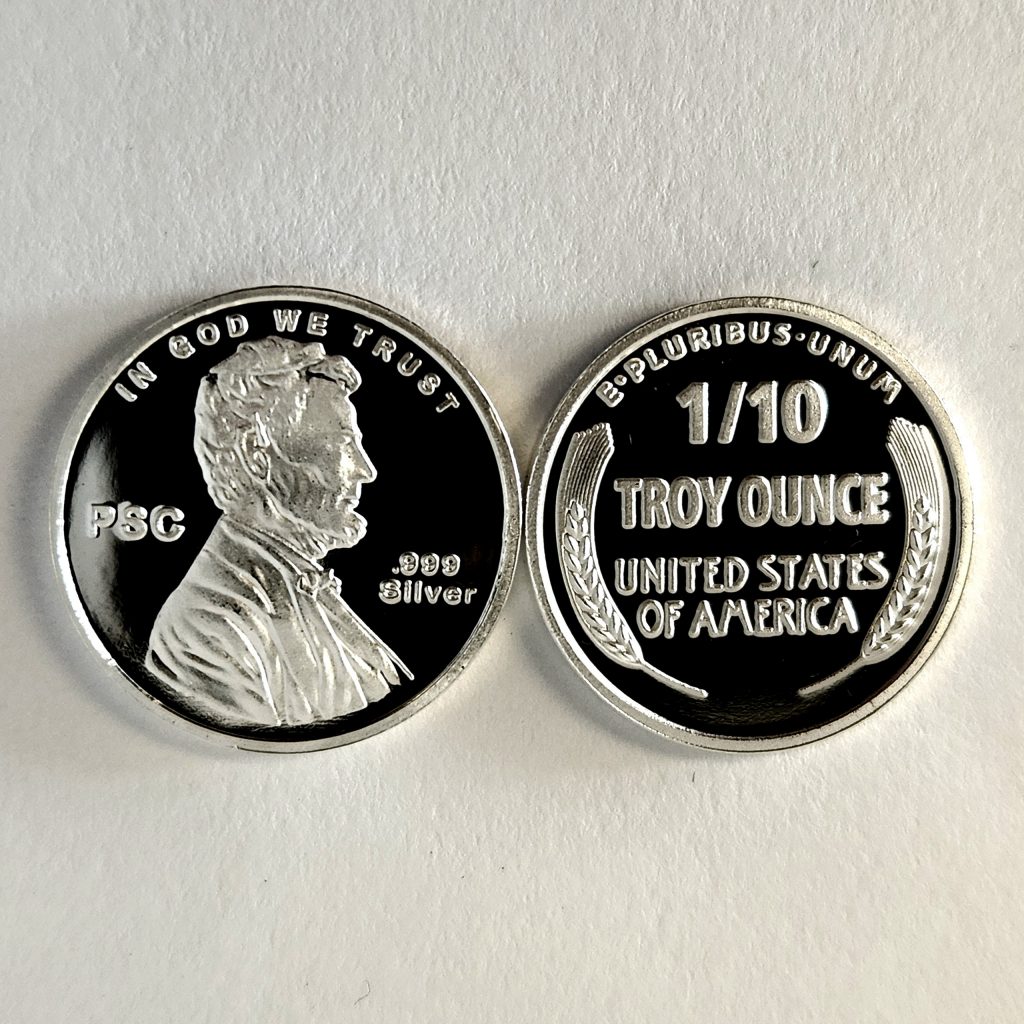 IN GOD WE TRUST
PSC
.999
Silver
E·PLURIBUS·UNUM
1/10
TROY OUNCE
UNITED STATES
OF AMERICA